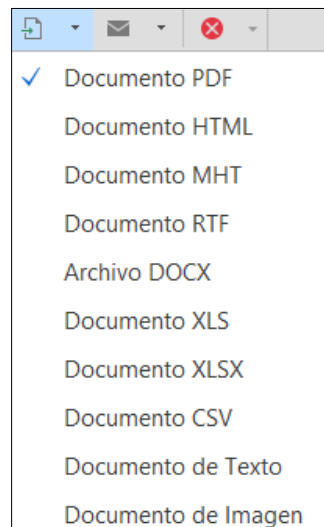 Documento PDF
Documento HTML
Documento MHT
Documento RTF
Archivo DOCX
Documento XLS
Documento XLSX
Documento CSV
Documento de Texto
Documento de Imagen